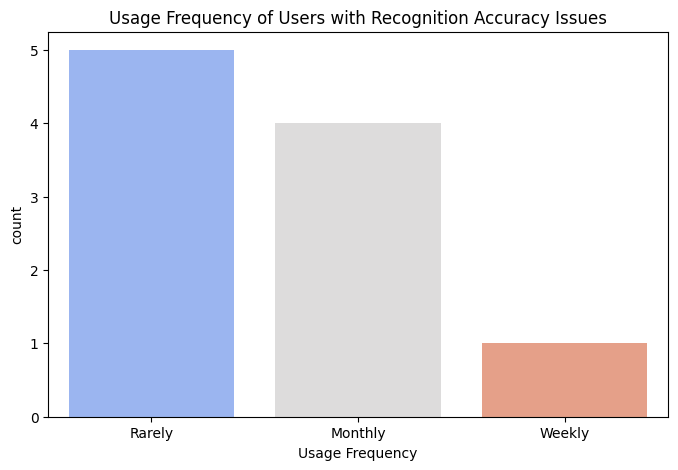 Usage Frequency of Users with Recognition Accuracy Issues
5
4
3
2
1
0
count
Rarely
Monthly
Weekly
Usage Frequency